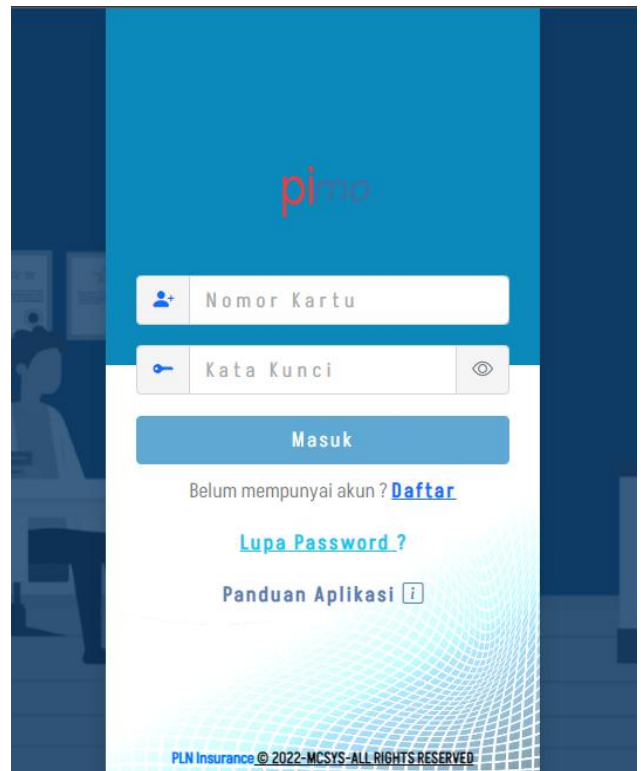 pimo
Nomor Kartu
Kata Kunci
Masuk
Belum mempunyai akun ? Daftar
Lupa Password ?
Panduan Aplikasi i
PLN Insurance © 2022-MCSYS-ALL RIGHTS RESERVED